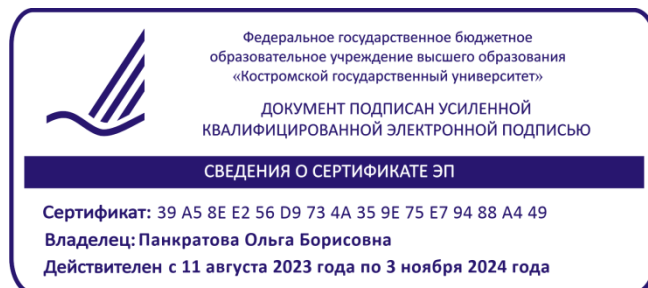 Федеральное государственное бюджетное
образовательное учреждение высшего образования
«Костромской государственный университет»
ДОКУМЕНТ ПОДПИСАН УСИЛЕННОЙ
КВАЛИФИЦИРОВАННОЙ ЭЛЕКТРОННОЙ ПОДПИСЬЮ
СВЕДЕНИЯ О СЕРТИФИКАТЕ ЭП
Сертификат: 39 A5 8E E2 56 D9 73 4A 35 9E 75 E7 94 88 A4 49
Владелец: Панкратова Ольга Борисовна
Действителен с 11 августа 2023 года по 3 ноября 2024 года